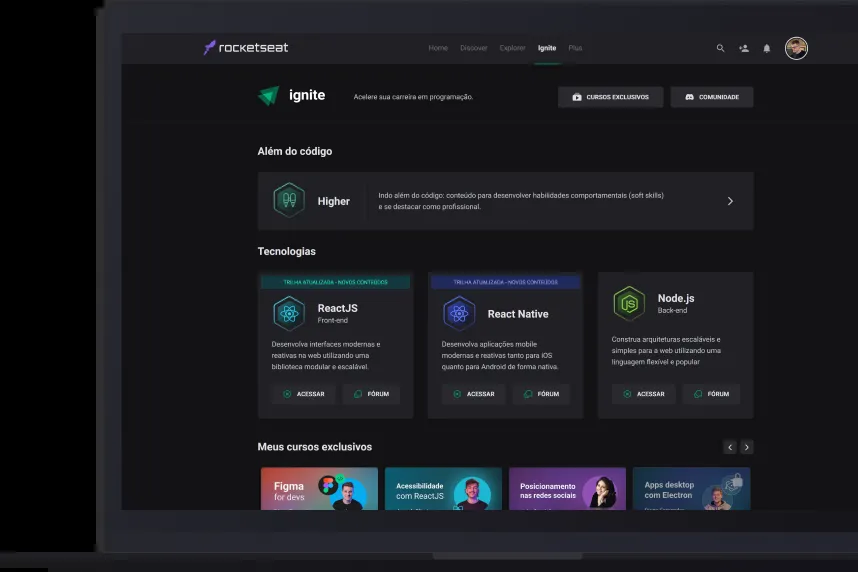 rocketseat
Home Discover Explorer Ignite Plus
ignite
Acelere sua carreira em programação.
CURSOS EXCLUSIVOS
COMUNIDADE
Além do código
Higher
Indo além do código: conteúdo para desenvolver habilidades comportamentais (soft skills)
e se destacar como profissional.
Tecnologias
TRILHA ATUALIZADA - NOVOS CONTEÚDOS
ReactJS
Front-end
Desenvolva interfaces modernas e
reativas na web utilizando uma
biblioteca modular e escalável.
ACESSAR
FÓRUM
TRILHA ATUALIZADA - NOVOS CONTEÚDOS
React Native
Desenvolva aplicações mobile
modernas e reativas tanto para iOS
quanto para Android de forma nativa.
ACESSAR
FÓRUM
JS
Node.js
Back-end
Construa arquiteturas escaláveis e
simples para a web utilizando uma
linguagem flexível e popular
ACESSAR
FÓRUM
Meus cursos exclusivos
Figma
for devs
Acessibilidade
com ReactJS
Posicionamento
nas redes sociais
Apps desktop
com Electron